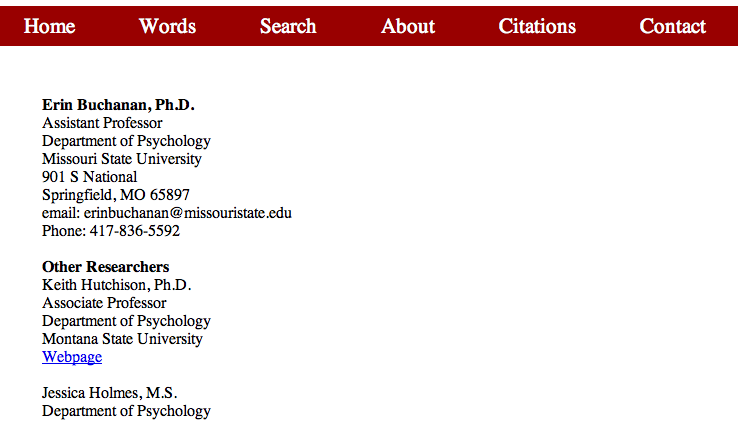 Home Words Search About Citations Contact
Erin Buchanan, Ph.D.
Assistant Professor
Department of Psychology
Missouri State University
901 S National
Springfield, MO 65897
email: erinbuchanan@missouristate.edu
Phone: 417-836-5592
Other Researchers
Keith Hutchison, Ph.D.
Associate Professor
Department of Psychology
Montana State University
Webpage
Jessica Holmes, M.S.
Department of Psychology